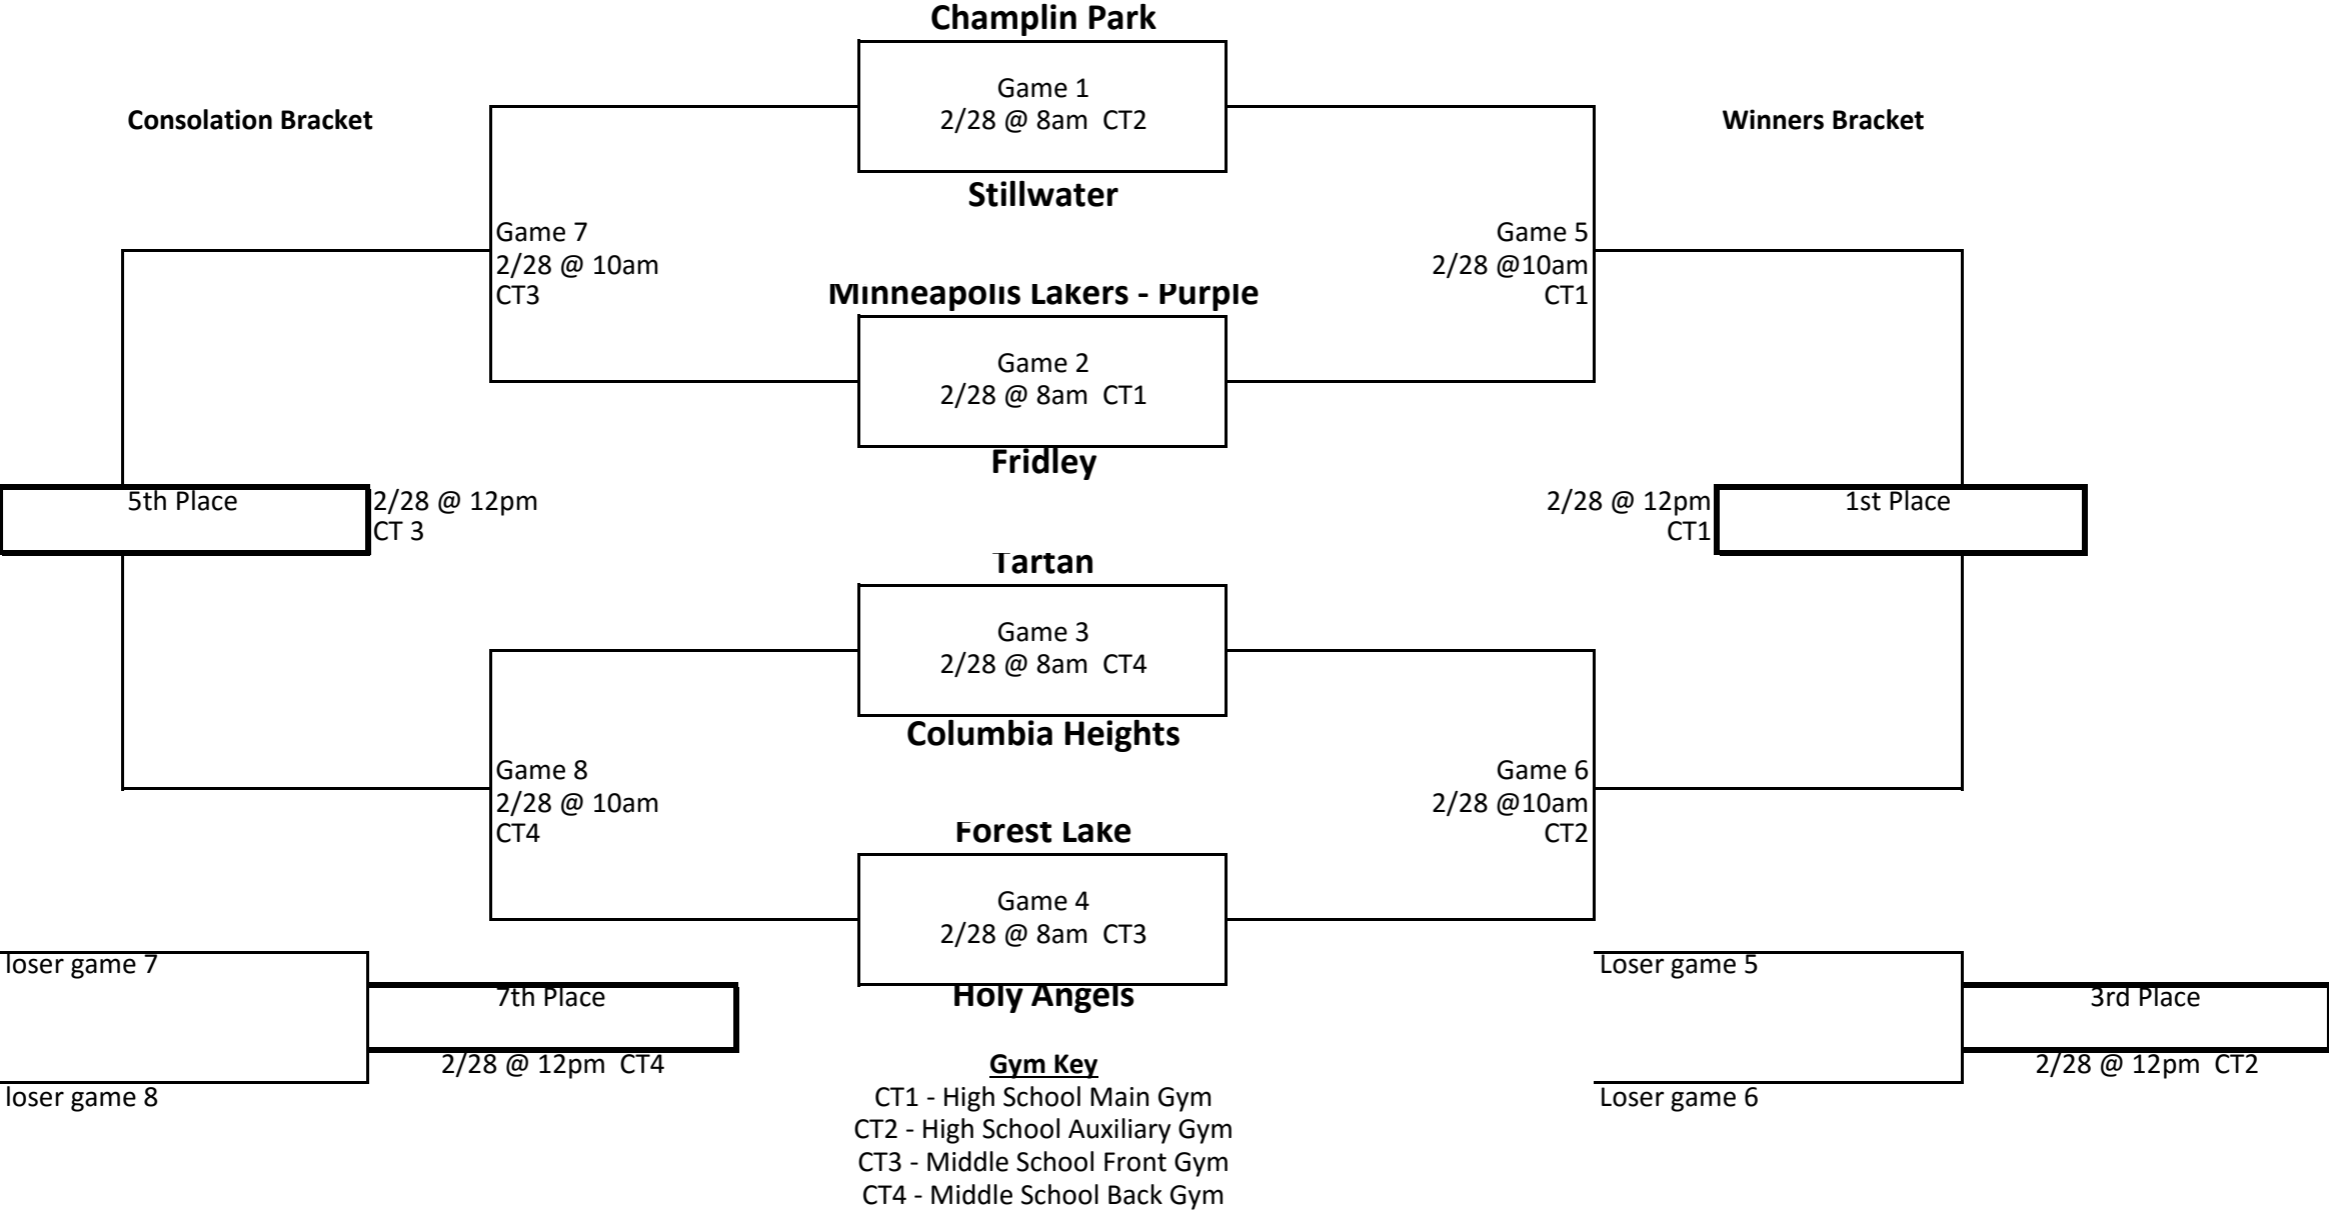 Champlin Park
Game 1
2/28 @ 8am  CT2
Consolation Bracket
Winners Bracket
Stillwater
Game 7
2/28 @ 10am
CT3
Game 5
2/28 @10am
CT1
Minneapolis Lakers - Purple
Game 2
2/28 @ 8am  CT1
Fridley
5th Place
2/28 @ 12pm
CT 3
2/28 @ 12pm
CT1
1st Place
Tartan
Game 3
2/28 @ 8am  CT4
Columbia Heights
Game 8
2/28 @ 10am
CT4
Game 6
2/28 @10am
CT2
Forest Lake
Game 4
2/28 @ 8am  CT3
Holy Angels
loser game 7
7th Place
2/28 @ 12pm  CT4
loser game 8
Loser game 5
3rd Place
2/28 @ 12pm  CT2
Loser game 6
Gym Key
CT1 - High School Main Gym
CT2 - High School Auxiliary Gym
CT3 - Middle School Front Gym
CT4 - Middle School Back Gym